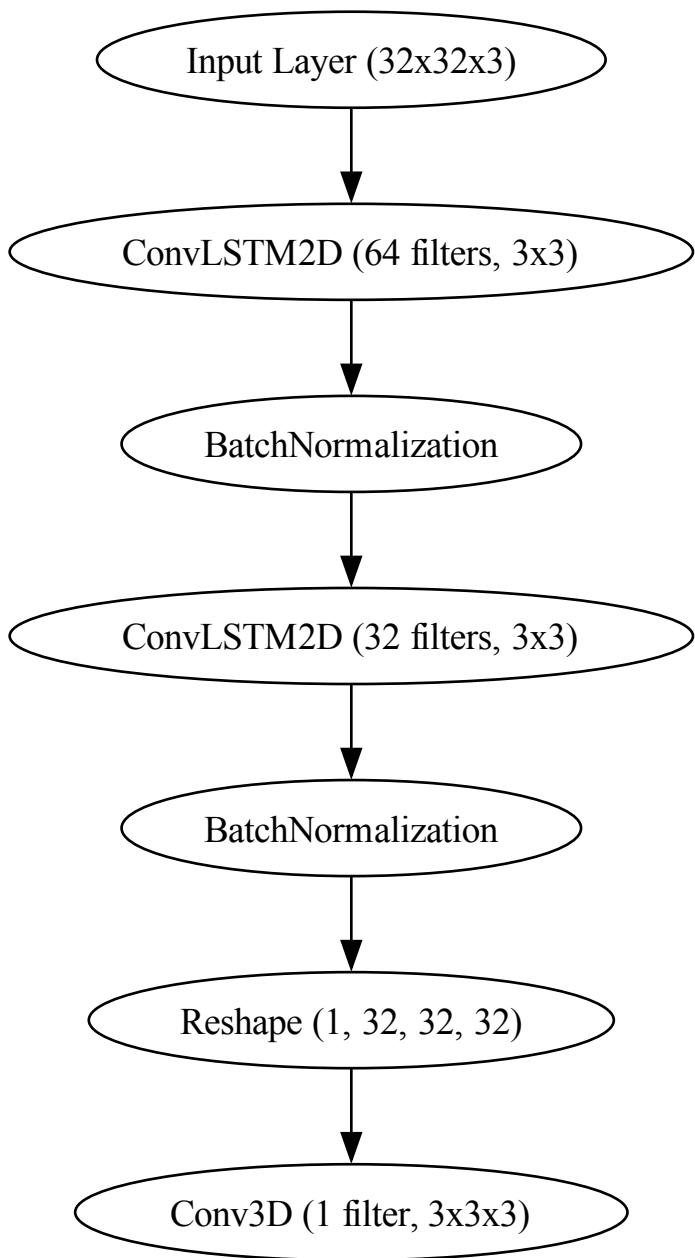 Input Layer (32x32x3)
ConvLSTM2D (64 filters, 3x3)
BatchNormalization
ConvLSTM2D (32 filters, 3x3)
BatchNormalization
Reshape (1, 32, 32, 32)
Conv3D (1 filter, 3x3x3)